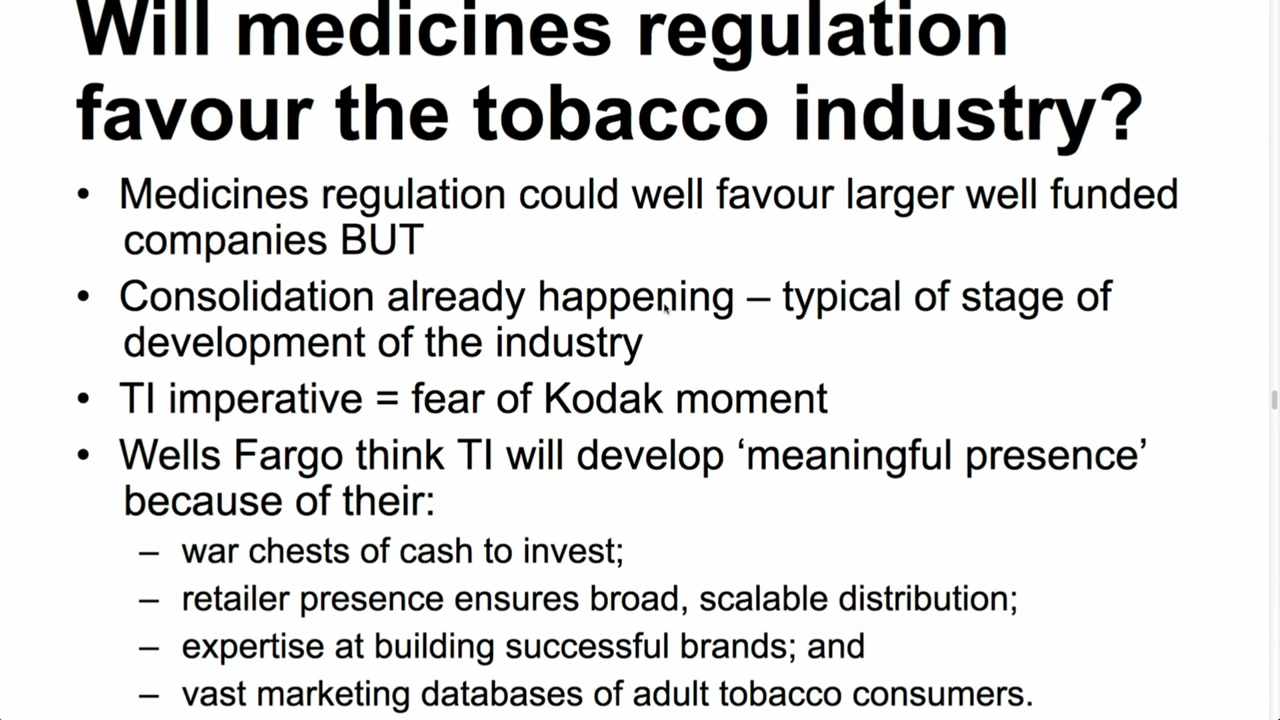 Will medicines regulation
favour the tobacco industry?
• Medicines regulation could well favour larger well funded
companies BUT
• Consolidation already happening – typical of stage of
development of the industry
• TI imperative = fear of Kodak moment
• Wells Fargo think TI will develop ‘meaningful presence’
because of their:
– war chests of cash to invest;
– retailer presence ensures broad, scalable distribution;
– expertise at building successful brands; and
– vast marketing databases of adult tobacco consumers.